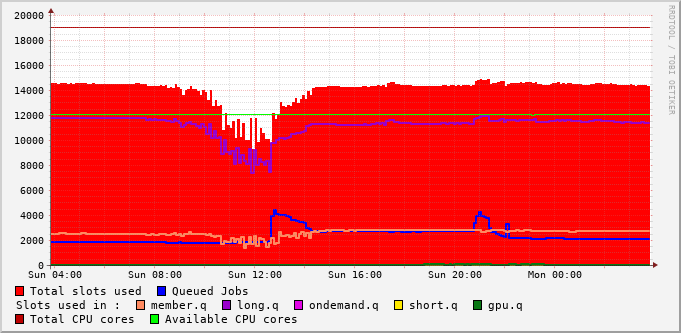 RRDTOOL / TOBI OETIKER
20000
18000
16000
14000
12000
10000
8000
6000
4000
2000
0
Sun 04:00 Sun 08:00 Sun 12:00 Sun 16:00 Sun 20:00 Mon 00:00
Total slots used Queued Jobs
Slots used in : member.q long.q ondemand.q short.q gpu.q
Total CPU cores Available CPU cores